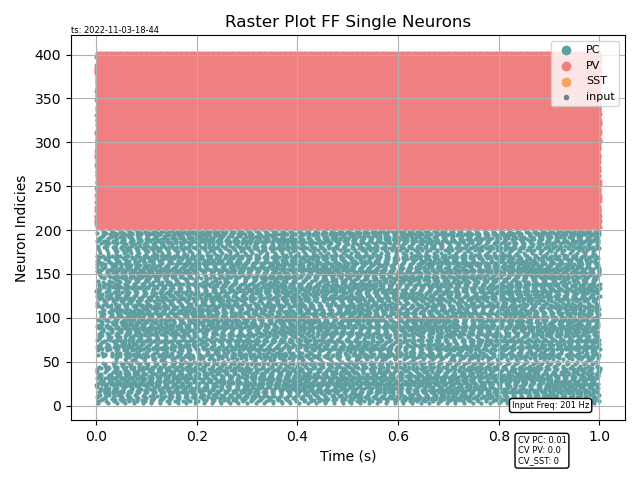 ts: 2022-11-03-18-44
Raster Plot FF Single Neurons
PC
PV
SST
input
Neuron Indicies
400
350
300
250
200
150
100
50
0
Input Freq: 201 Hz
0.0 0.2 0.4 0.6 0.8 1.0
Time (s)
CV PC: 0.01
CV PV: 0.0
CV_SST: 0